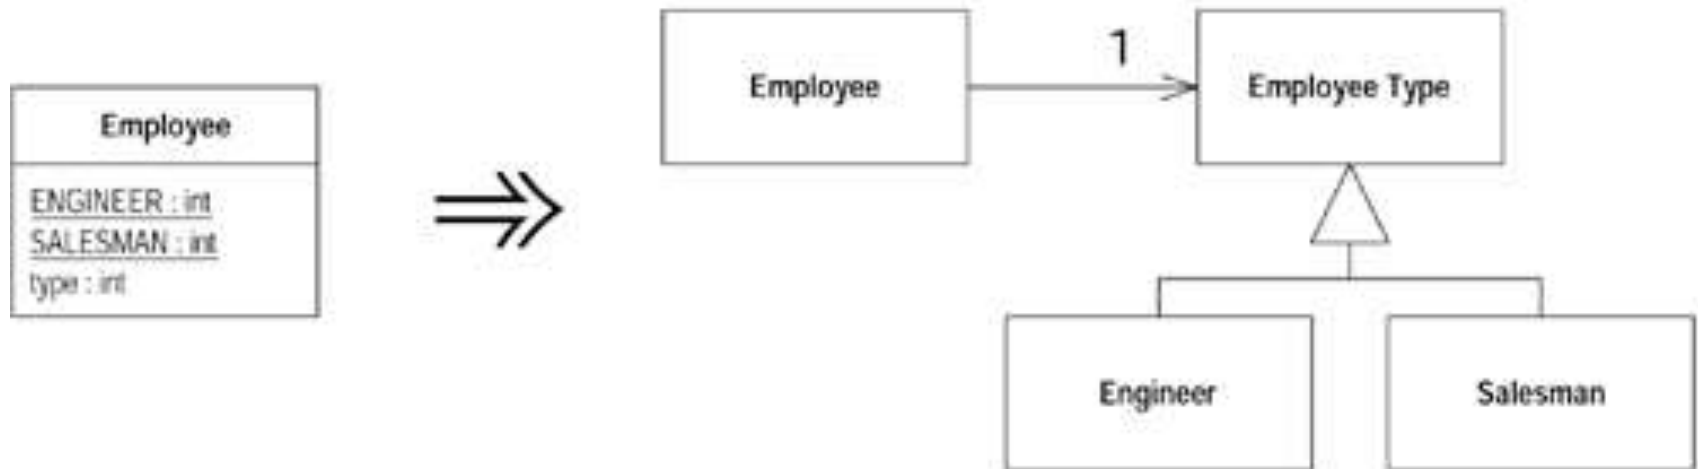 Employee
ENGINEER : int
SALESMAN : int
type : int
Employee
1
Employee Type
Engineer
Salesman